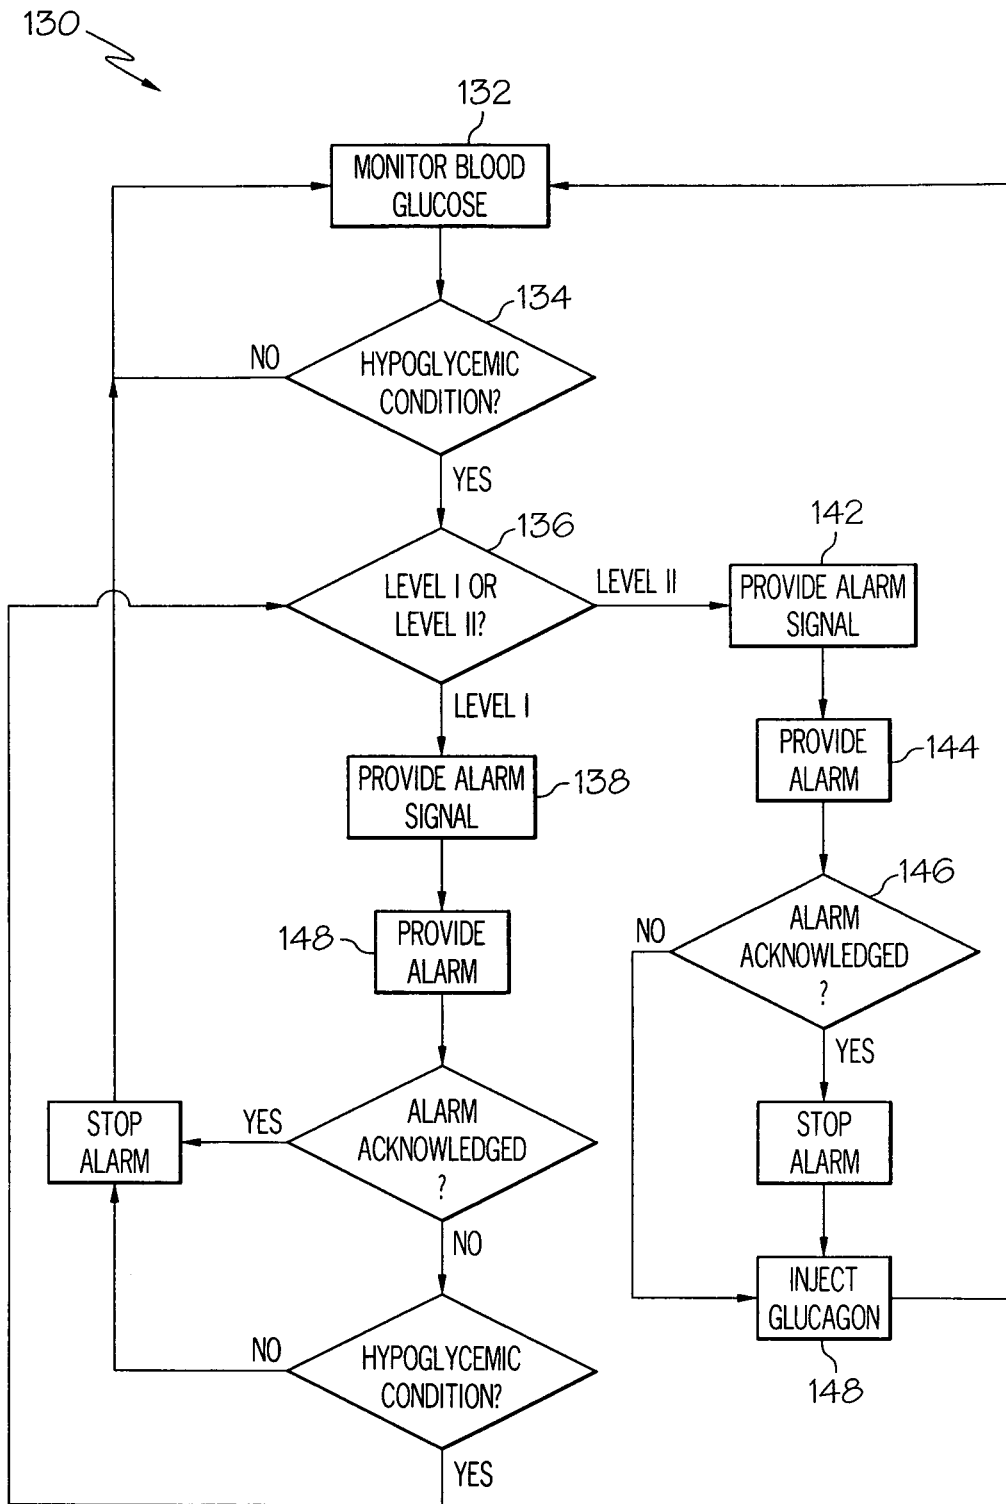 130
132
MONITOR BLOOD
GLUCOSE
134
NO
HYPOGLYCEMIC
CONDITION?
YES
136
LEVEL I OR
LEVEL II?
LEVEL II
142
PROVIDE ALARM
SIGNAL
LEVEL I
PROVIDE ALARM
SIGNAL
138
PROVIDE
ALARM
144
148
PROVIDE
ALARM
146
NO
ALARM
ACKNOWLEDGED
?
YES
STOP
ALARM
YES
ALARM
ACKNOWLEDGED
?
STOP
ALARM
NO
INJECT
GLUCAGON
148
NO
HYPOGLYCEMIC
CONDITION?
YES